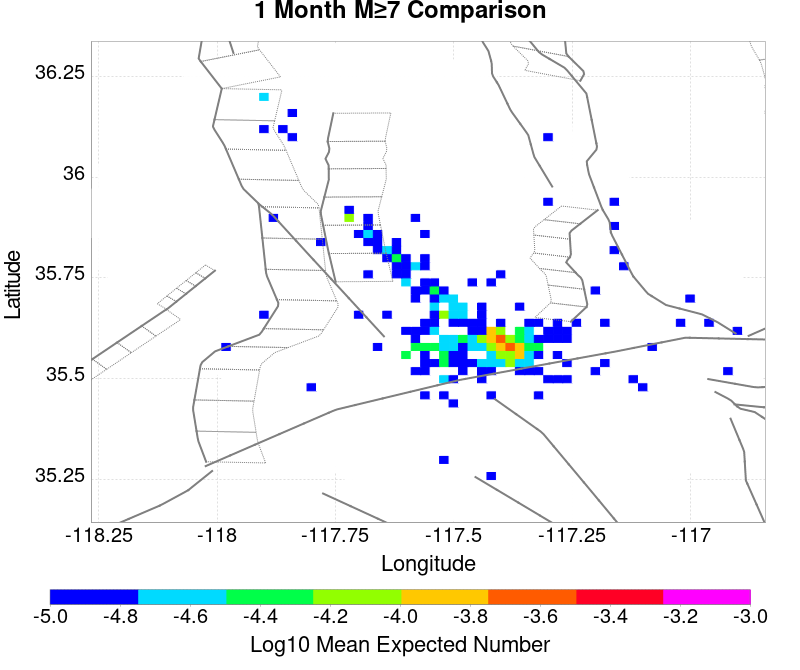 1 Month M≥7 Comparison
36.25
36
35.75
35.5
35.25
Latitude
-118.25 -118 -117.75 -117.5 -117.25 -117
Longitude
-5.0 -4.8 -4.6 -4.4 -4.2 -4.0 -3.8 -3.6 -3.4 -3.2 -3.0
Log10 Mean Expected Number